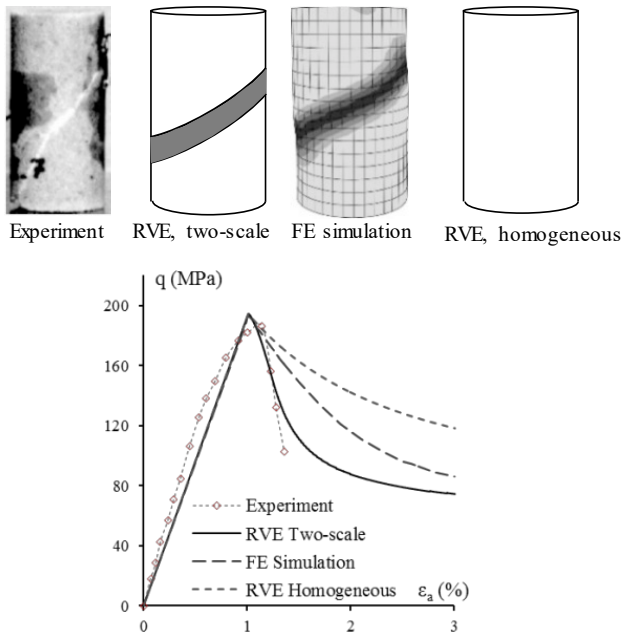 Experiment RVE, two-scale FE simulation RVE, homogeneous
q (MPa)
200
160
120
80
40
0
Experiment
RVE Two-scale
FE Simulation
RVE Homogeneous
εa (%)
0 1 2 3